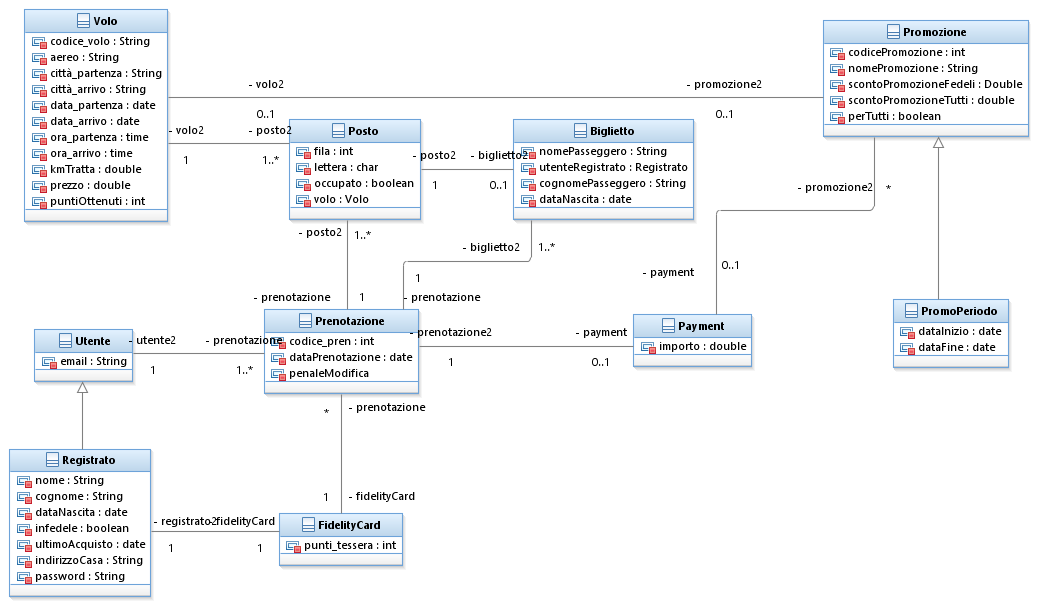 Volo
codice_volo : String
aereo : String
città_partenza : String
città_arrivo : String
data_partenza : date
data_arrivo : date
ora_partenza : time
ora_arrivo : time
kmTratta : double
prezzo : double
puntiOttenuti : int
- volo2
0..1
- promozione2
0..1
Promozione
codicePromozione : int
nomePromozione : String
scontoPromozioneFedeli : Double
scontoPromozioneTutti : double
perTutti : boolean
- volo2
1
- posto2
1..*
Posto
fila : int
lettera : char
occupato : boolean
volo : Volo
- posto2
1
- biglietto2
0..1
Biglietto
nomePasseggero : String
utenteRegistrato : Registrato
cognomePasseggero : String
dataNascita : date
- promozione2
*
- posto2
1..*
- biglietto2
1..*
- payment
0..1
- prenotazione
1
1
- prenotazione
PromoPeriodo
dataInizio : date
dataFine : date
Utente
email : String
- utente2
1
- prenotazione
1..*
Prenotazione
codice_pren : int
dataPrenotazione : date
penaleModifica
- prenotazione2
1
- payment
0..1
Payment
importo : double
*
- prenotazione
1
- fidelityCard
Registrato
nome : String
cognome : String
dataNascita : date
infedele : boolean
ultimoAcquisto : date
indirizzoCasa : String
password : String
- registrato2
1
- fidelityCard
1
FidelityCard
punti_tessera : int